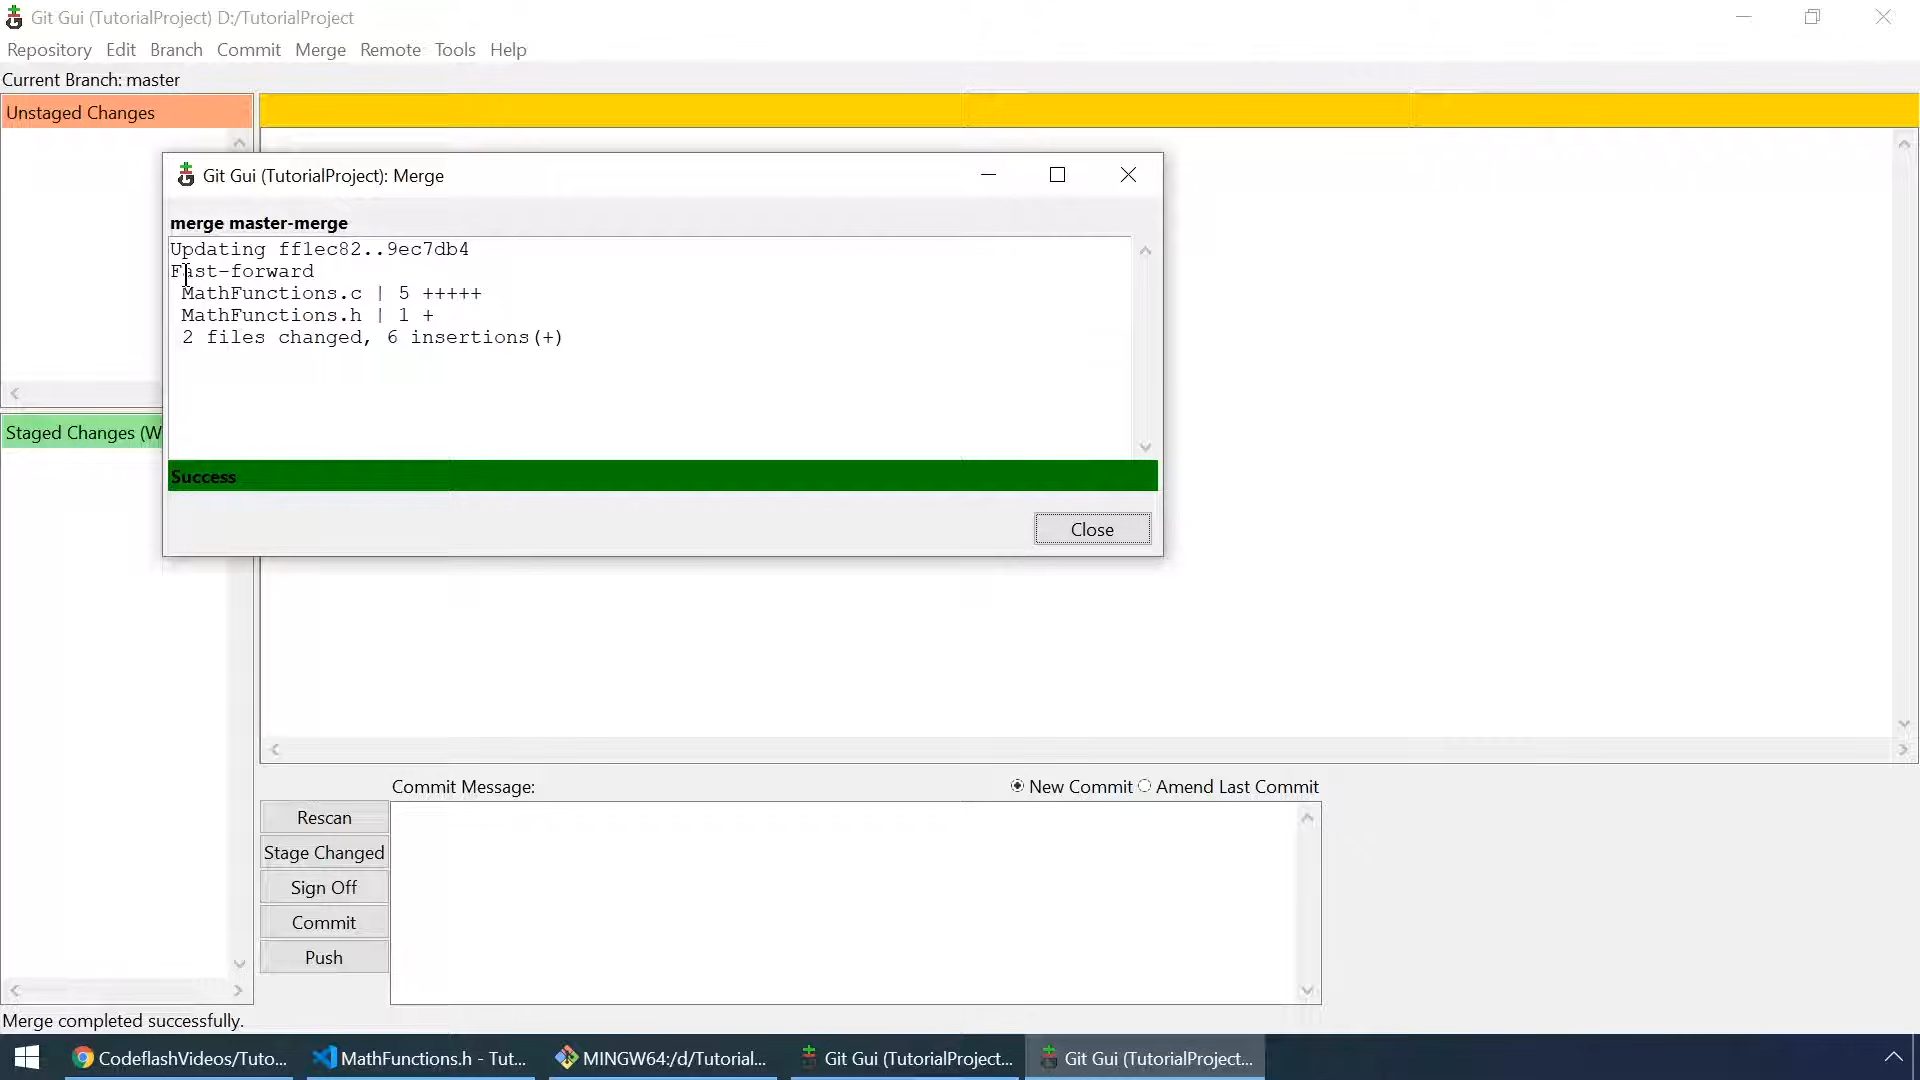 Git Gui (TutorialProject) D:/TutorialProject
Repository Edit Branch Commit Merge Remote Tools Help
Current Branch: master
Unstaged Changes
Git Gui (TutorialProject): Merge
merge master-merge
Updating ff1ec82..9ec7db4
Fast-forward
MathFunctions.c | 5 +++++
MathFunctions.h | 1 +
2 files changed, 6 insertions(+)
Staged Changes (W
Success
Close
Commit Message:
New Commit Amend Last Commit
Rescan
Stage Changed
Sign Off
Commit
Push
Merge completed successfully.
CodeflashVideos/Tuto... MathFunctions.h - Tut... MINGW64:/d/Tutorial... Git Gui (TutorialProject... Git Gui (TutorialProject...